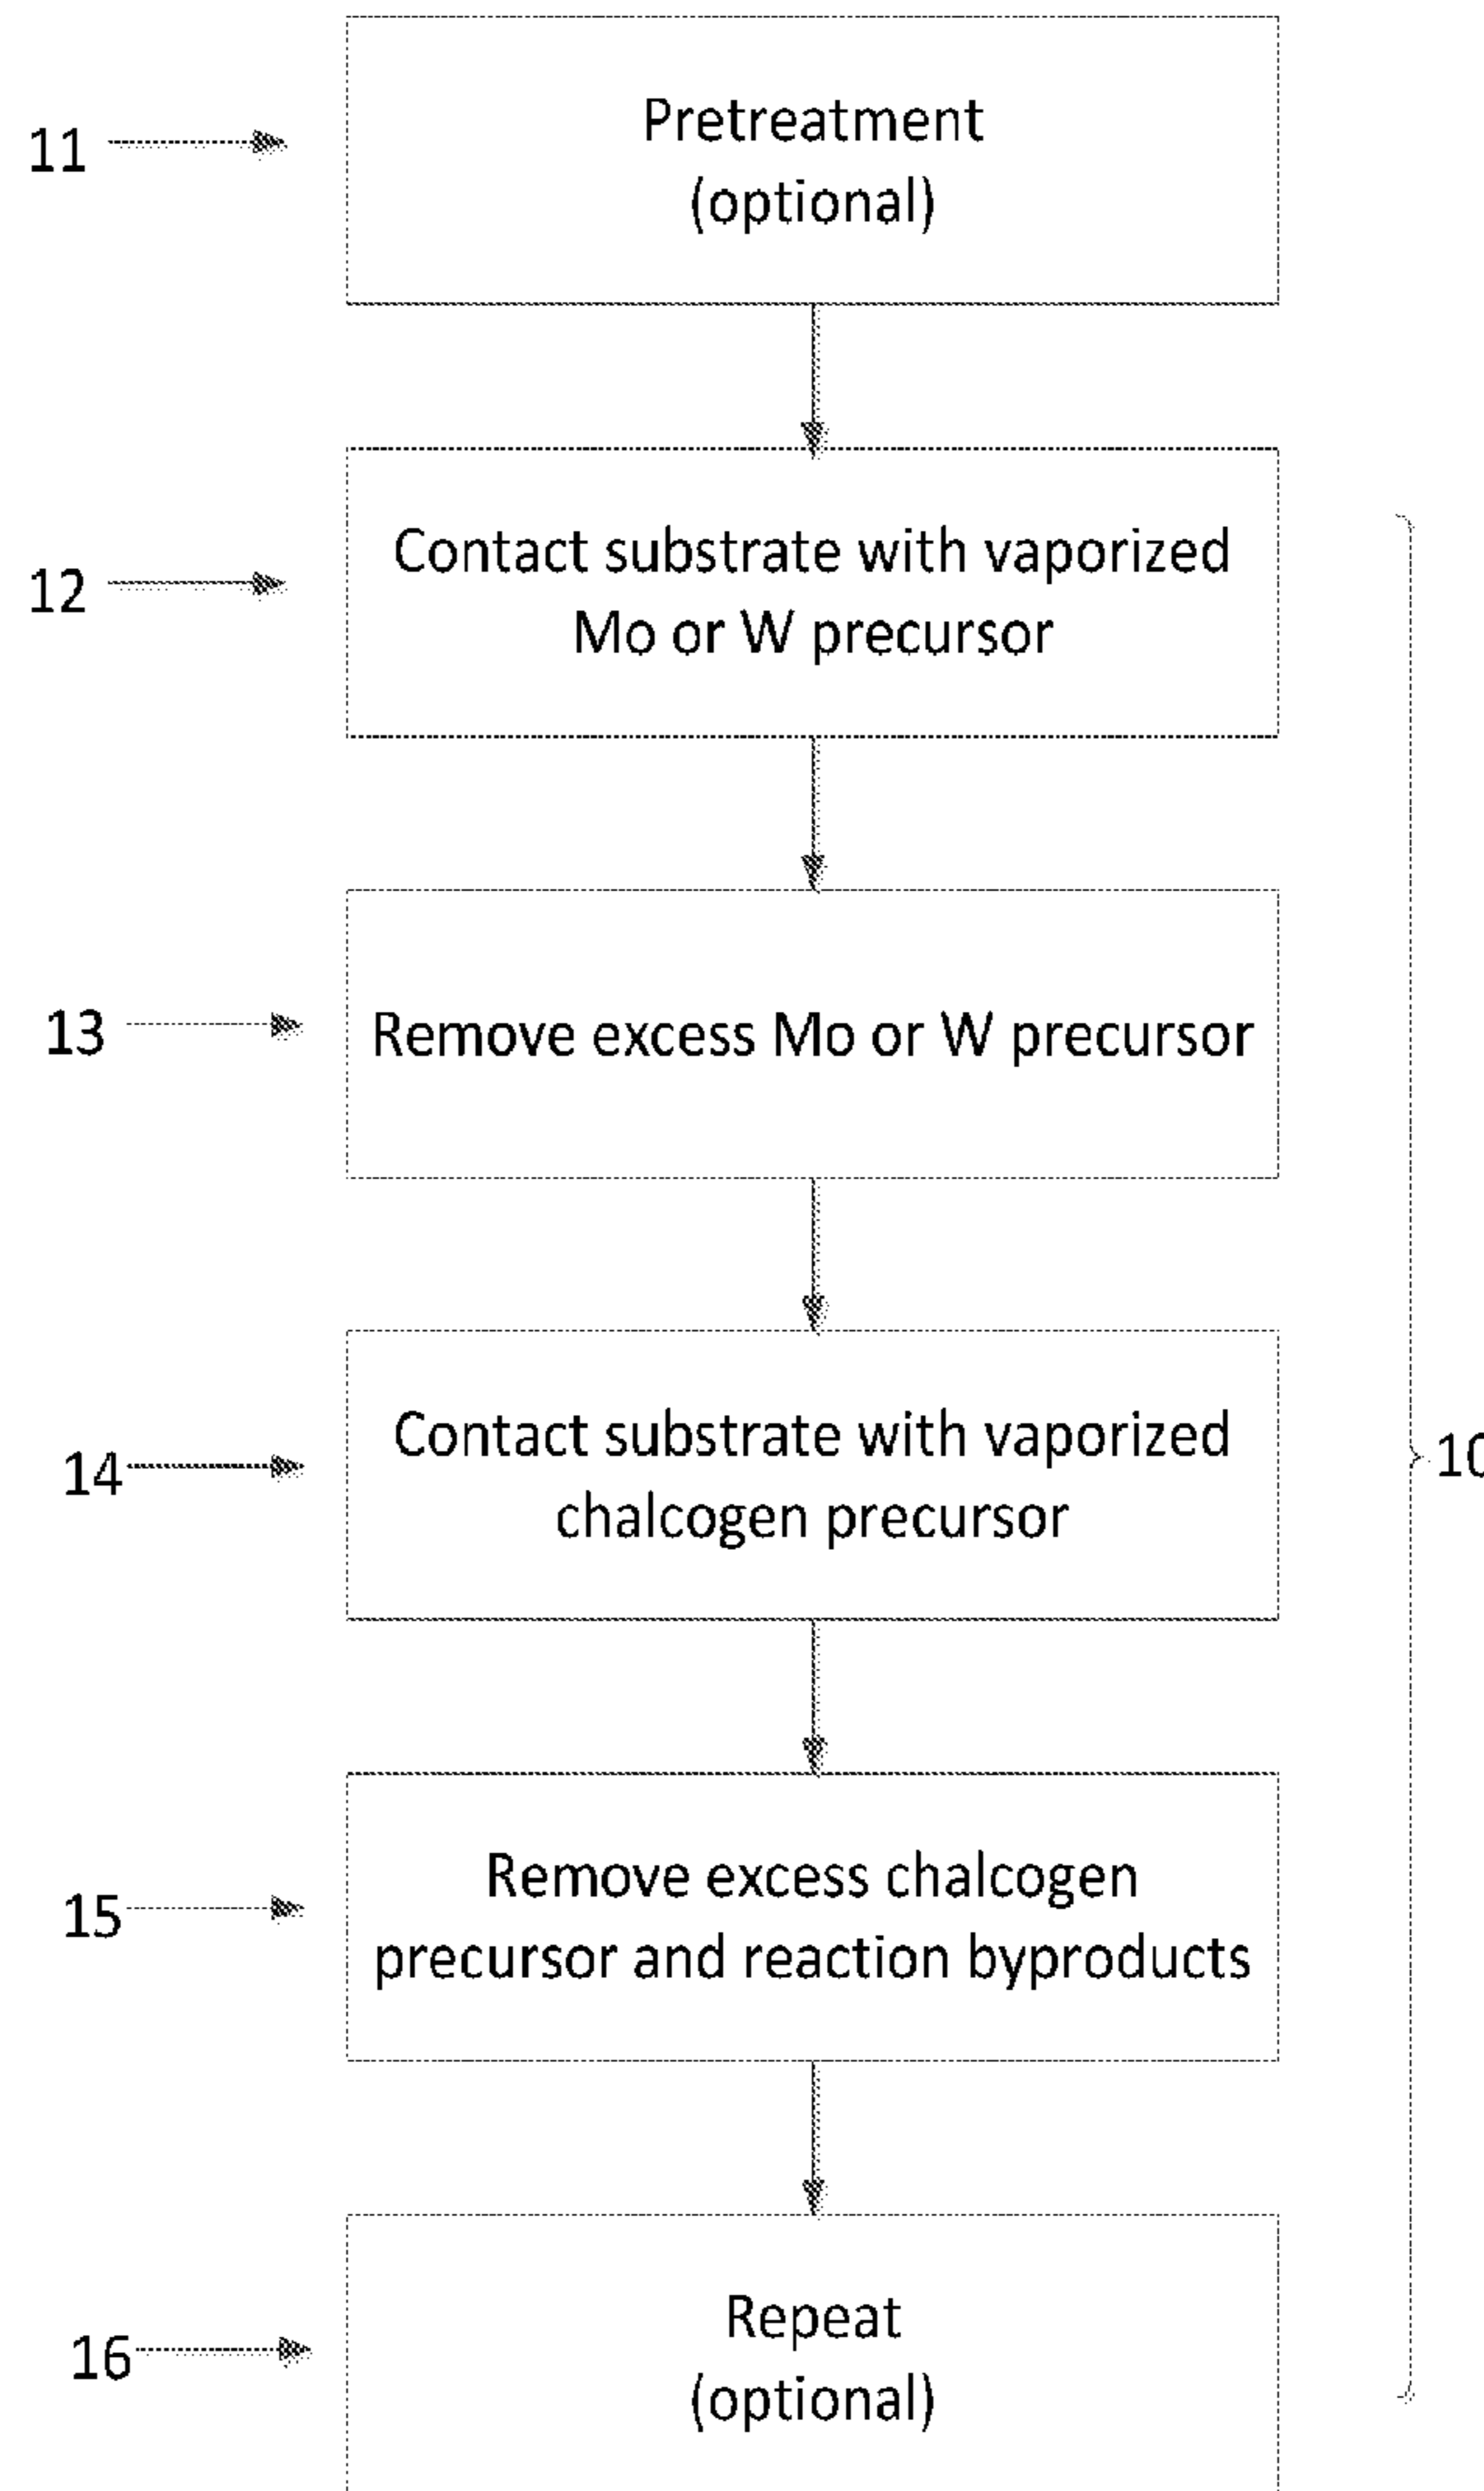 11
Pretreatment
(optional)
12
Contact substrate with vaporized
Mo or W precursor
13
Remove excess Mo or W precursor
14
Contact substrate with vaporized
chalcogen precursor
10
15
Remove excess chalcogen
precursor and reaction byproducts
16
Repeat
(optional)